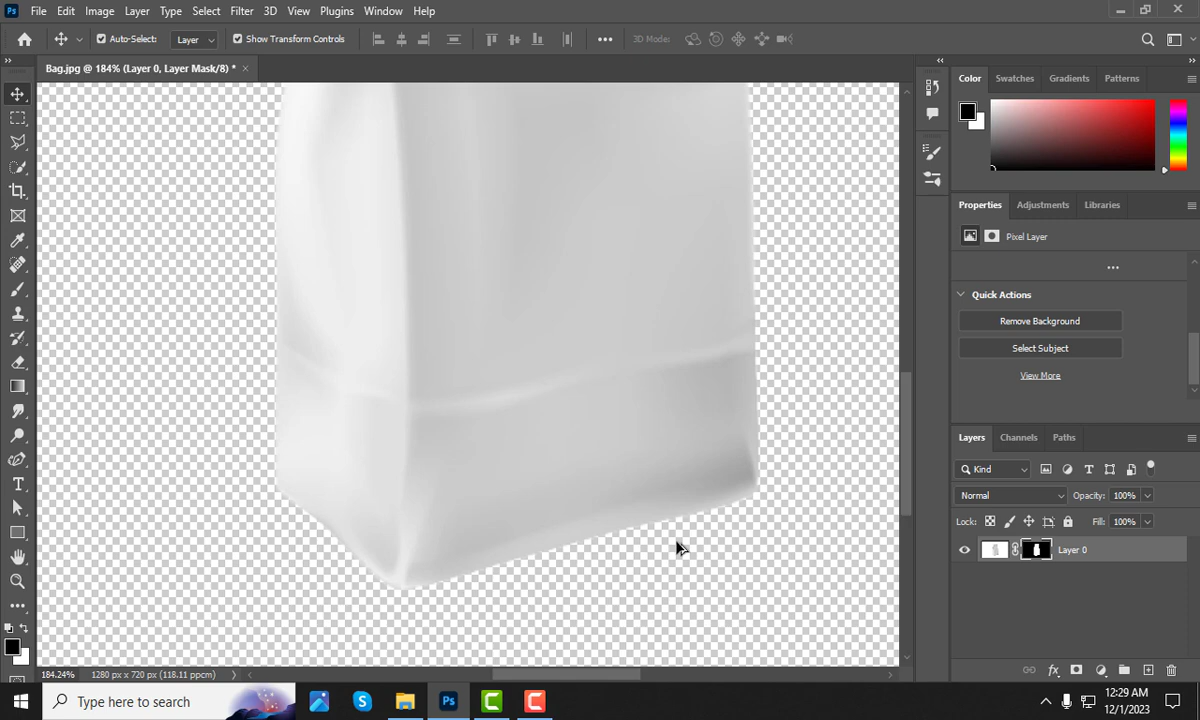 Ps File Edit Image Layer Type Select Filter 3D View Plugins Window Help
Auto-Select: Layer Show Transform Controls 3D Mode:
Bag.jpg @ 184% (Layer 0, Layer Mask/8) * ×
Color Swatches Gradients Patterns
Properties Adjustments Libraries
Pixel Layer
Quick Actions
Remove Background
Select Subject
View More
Layers Channels Paths
Kind
Normal Opacity: 100%
Lock: Fill: 100%
Layer 0
184.24% 1280 px x 720 px (118.11 ppcm)
Type here to search
Ps
12:29 AM
12/1/2023